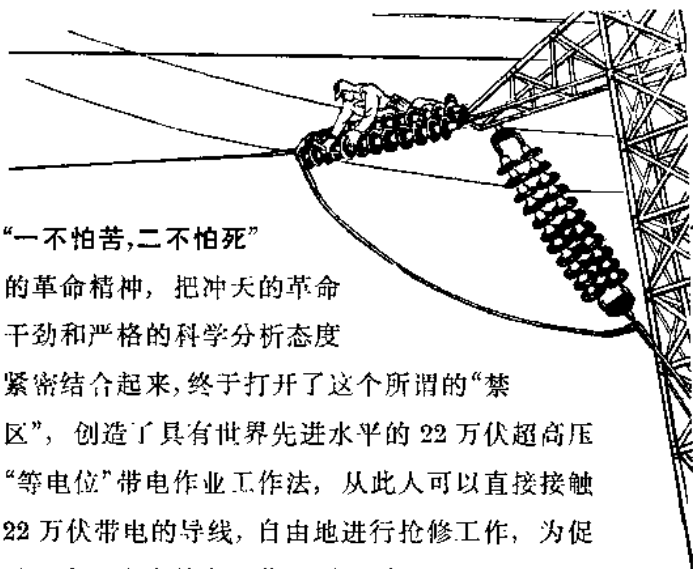 “一不怕苦，二不怕死”
的革命精神，把冲天的革命
干劲和严格的科学分析态度
紧密结合起来，终于打开了这个所谓的“禁
区”，创造了具有世界先进水平的 22 万伏超高压
“等电位”带电作业工作法，从此人可以直接接触
22 万伏带电的导线，自由地进行抢修工作，为促